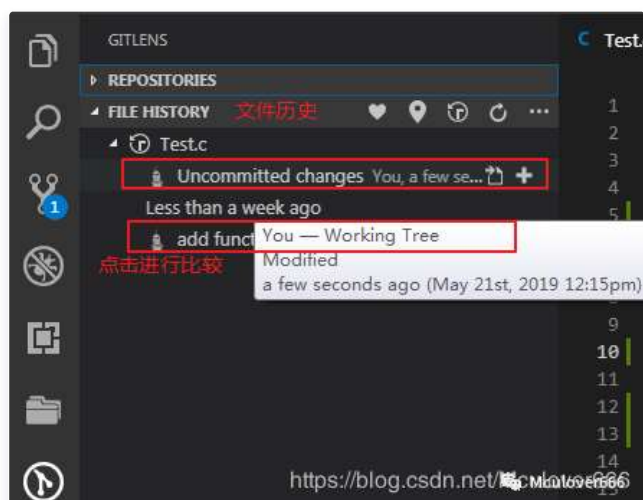 GITLENS
Test.
REPOSITORIES
FILE HISTORY 文件历史
Test.c
Uncommitted changes You, a few se...
Less than a week ago
add funct
点击进行比较
You — Working Tree
Modified
a few seconds ago (May 21st, 2019 12:15pm)
1
1
2
3
4
5
9
10
11
12
13
14
https://blog.csdn.net/Mculover666